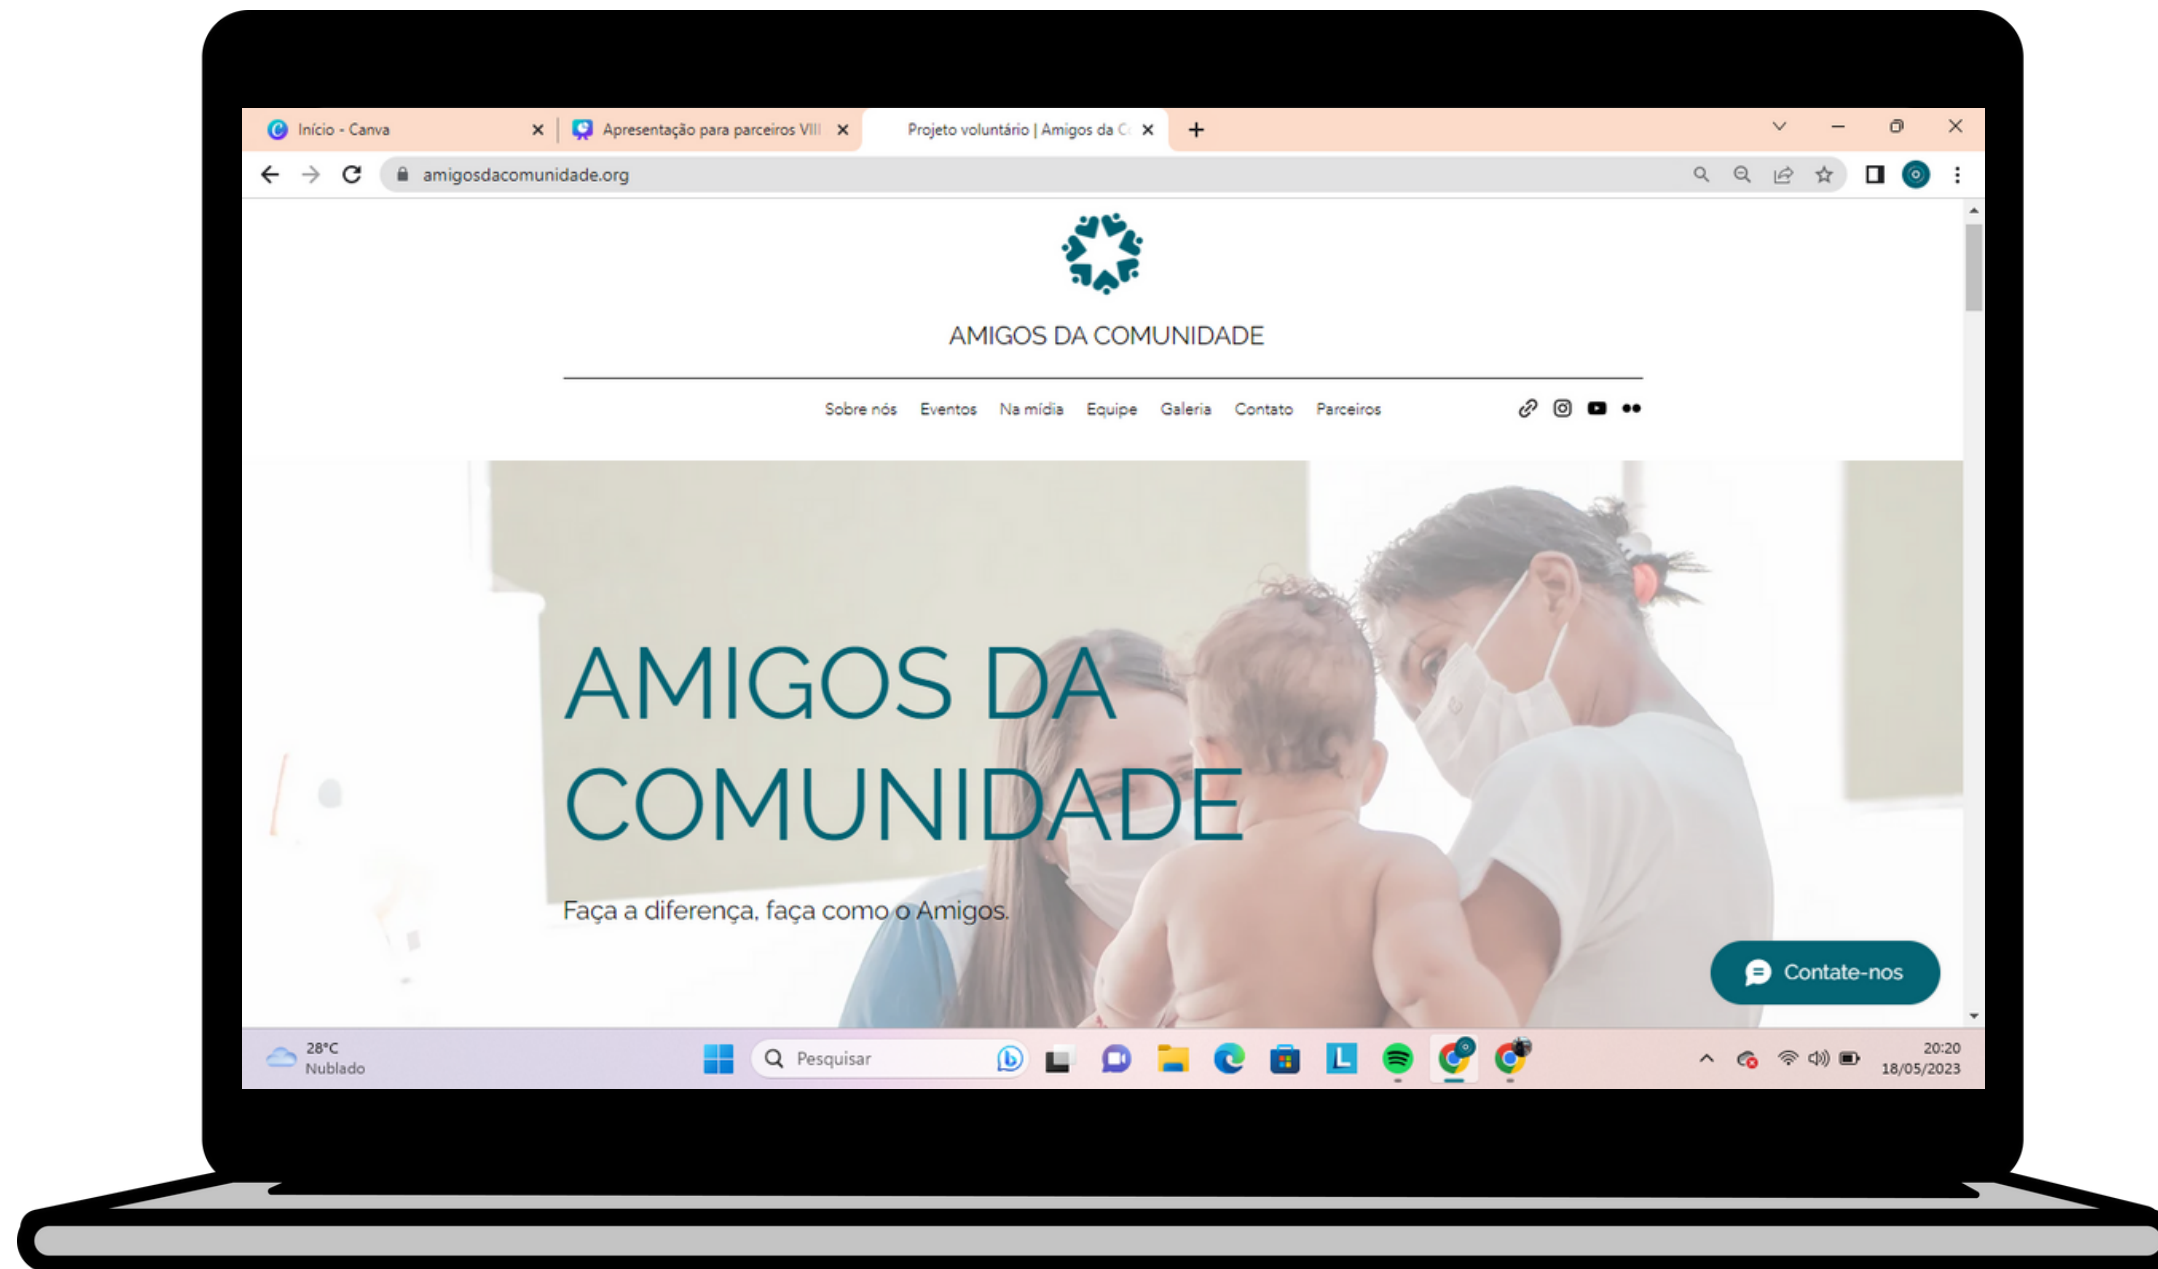 Início - Canva
Apresentação para parceiros VIII
Projeto voluntário | Amigos da C
amigosdacomunidade.org
AMIGOS DA COMUNIDADE
Sobre nós Eventos Na mídia Equipe Galeria Contato Parceiros
AMIGOS DA
COMUNIDADE
Faça a diferença, faça como o Amigos.
Contate-nos
28°C
Nublado
Pesquisar
20:20
18/05/2023